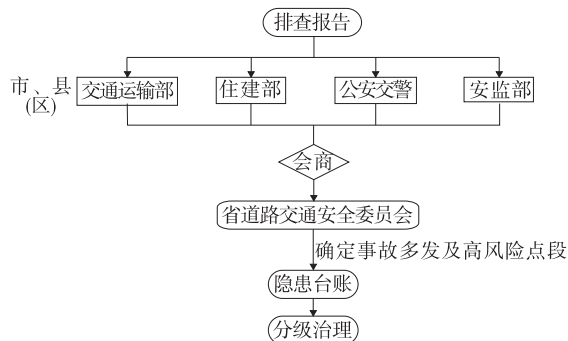 排查报告
市、县
(区)
交通运输部
住建部
公安交警
安监部
会商
省道路交通安全委员会
确定事故多发及高风险点段
隐患台账
分级治理